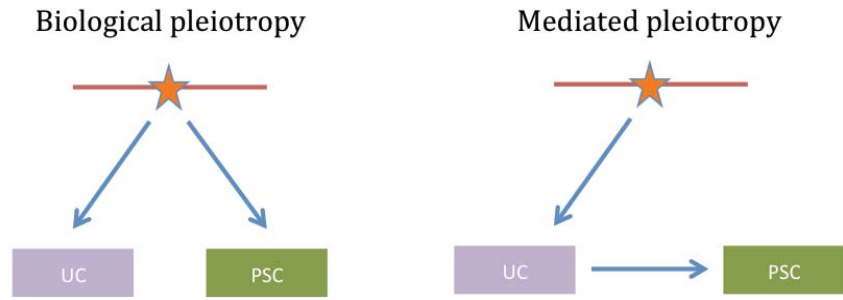 Biological pleiotropy
Mediated pleiotropy
UC
PSC
UC
PSC